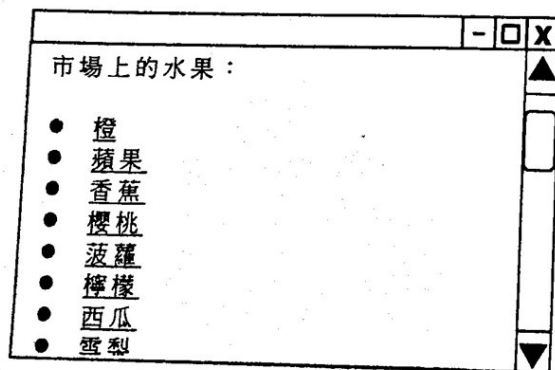 市場上的水果：
● 橙
● 蘋果
● 香蕉
● 櫻桃
● 菠蘿
● 檸檬
● 西瓜
● 雪梨